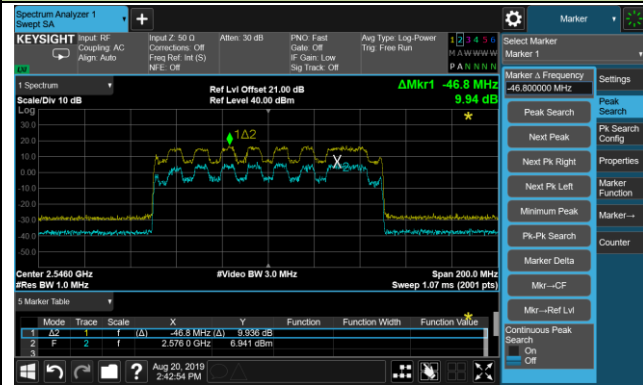 Spectrum Analyzer 1
Swept SA
+
Marker
KEYSIGHT
Input: RF
Coupling: AC
Align: Auto
Input Z: 50 Ω
Corrections: Off
Freq Ref: Int (S)
NFE: Off
Atten: 30 dB
PNO: Fast
Gate: Off
IF Gain: Low
Sig Track: Off
Avg Type: Log-Power
Trig: Free Run
1 2 3 4 5 6
M A W W W W
P A N N N N
Select Marker
Marker 1
1 Spectrum
Scale/Div 10 dB
Ref Lvl Offset 21.00 dB
Ref Level 40.00 dBm
ΔMkr1 -46.8 MHz
9.94 dB
Log
30.0
20.0
10.0
0.00
-10.0
-20.0
-30.0
-40.0
-50.0
1Δ2
X2
Center 2.5460 GHz
#Res BW 1.0 MHz
#Video BW 3.0 MHz
Span 200.0 MHz
Sweep 1.07 ms (2001 pts)
5 Marker Table
Mode Trace Scale X Y Function Function Width Function Value
1 Δ2 1 f (Δ) -46.8 MHz (Δ) 9.936 dB
2 F 2 f 2.576 0 GHz 6.941 dBm
3
Marker Δ Frequency
-46.800000 MHz
Peak Search
Next Peak
Next Pk Right
Next Pk Left
Minimum Peak
Pk-Pk Search
Marker Delta
Mkr→CF
Mkr→Ref Lvl
Continuous Peak
Search
On
Off
Settings
Peak
Search
Pk Search
Config
Properties
Marker
Function
Marker→
Counter
?
Aug 20, 2019
2:42:54 PM